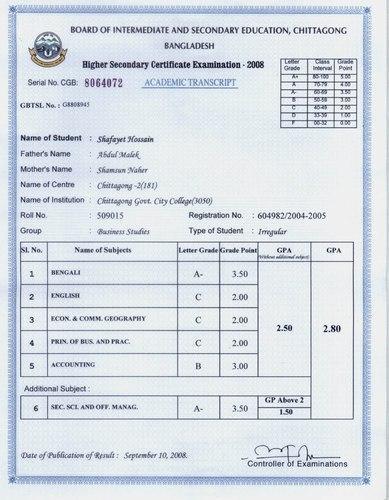 BOARD OF INTERMEDIATE AND SECONDARY EDUCATION, CHITTAGONG
BANGLADESH
Higher Secondary Certificate Examination - 2008
Serial No. CGB: 8064072 ACADEMIC TRANSCRIPT
GBTSL No. : G8808945
Letter Grade Class Interval Grade Point
A+ 80-100 5.00
A 70-79 4.00
A- 60-69 3.50
B 50-59 3.00
C 40-49 2.00
D 33-39 1.00
F 00-32 0.00
Name of Student : Shafayet Hossain
Father's Name : Abdul Malek
Mother's Name : Shamsun Naher
Name of Centre : Chittagong -2(181)
Name of Institution : Chittagong Govt. City College(3050)
Roll No. : 509015 Registration No. : 604982/2004-2005
Group : Business Studies Type of Student : Irregular
Sl. No. Name of Subjects Letter Grade Grade Point GPA (Without additional subject) GPA
1 BENGALI A- 3.50
2 ENGLISH C 2.00
3 ECON. & COMM. GEOGRAPHY C 2.00 2.50 2.80
4 PRIN. OF BUS. AND PRAC. C 2.00
5 ACCOUNTING B 3.00
Additional Subject :
6 SEC. SCI. AND OFF. MANAG. A- 3.50 GP Above 2 1.50
Date of Publication of Result : September 10, 2008.
Controller of Examinations